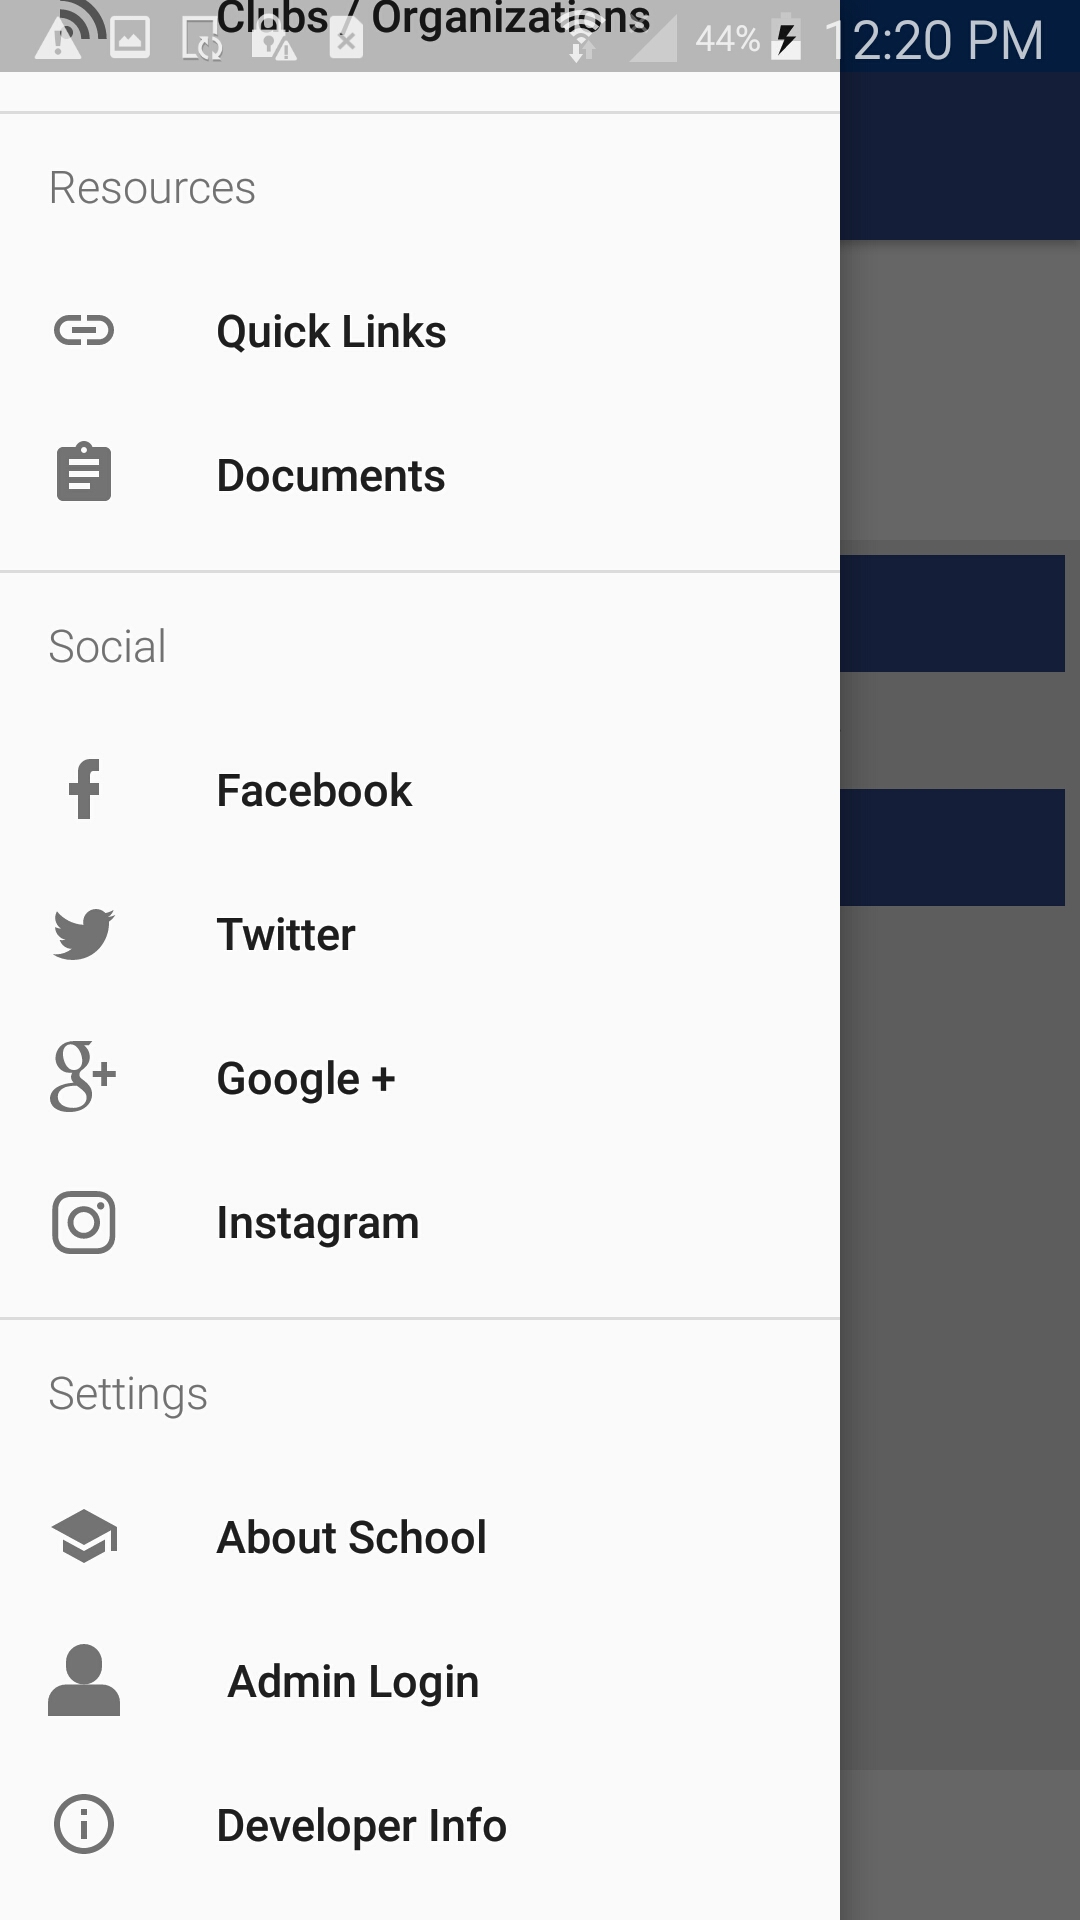 Clubs / Organizations
44% 12:20 PM
Resources
Quick Links
Documents
Social
Facebook
Twitter
Google +
Instagram
Settings
About School
Admin Login
Developer Info